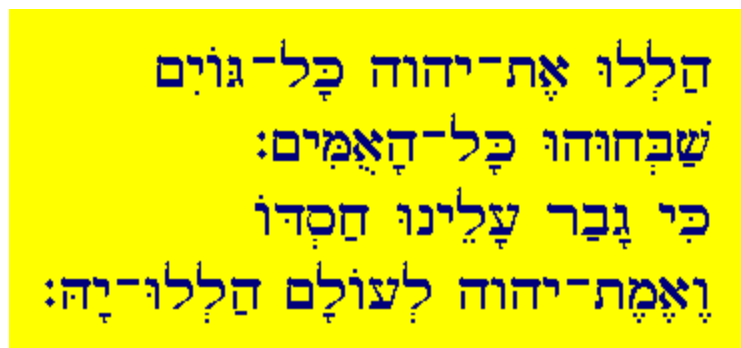 הַלְלוּ אֶת־יהוה כָּל־גּוֹיִם
שַׁבְּחוּהוּ כָּל־הָאֻמִּים׃
כִּי גָבַר עָלֵינוּ חַסְדּוֹ
וֶאֱמֶת־יהוה לְעוֹלָם הַלְלוּ־יָהּ׃